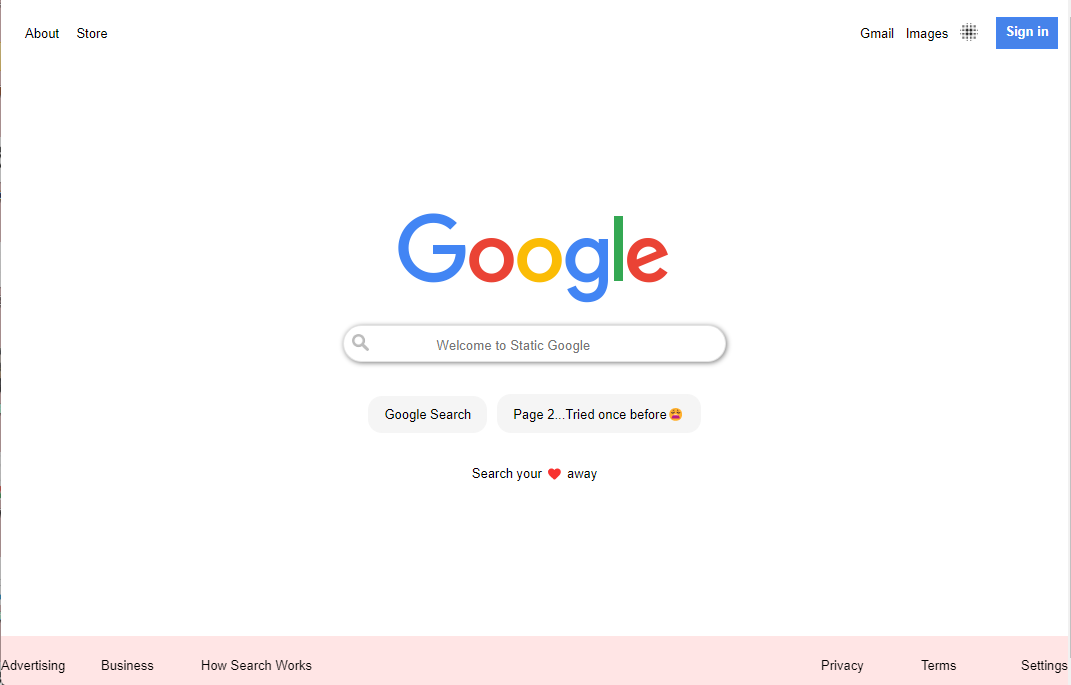 About Store Gmail Images Sign in
Google
Welcome to Static Google
Google Search Page 2...Tried once before😩
Search your ❤️ away
Advertising Business How Search Works Privacy Terms Settings